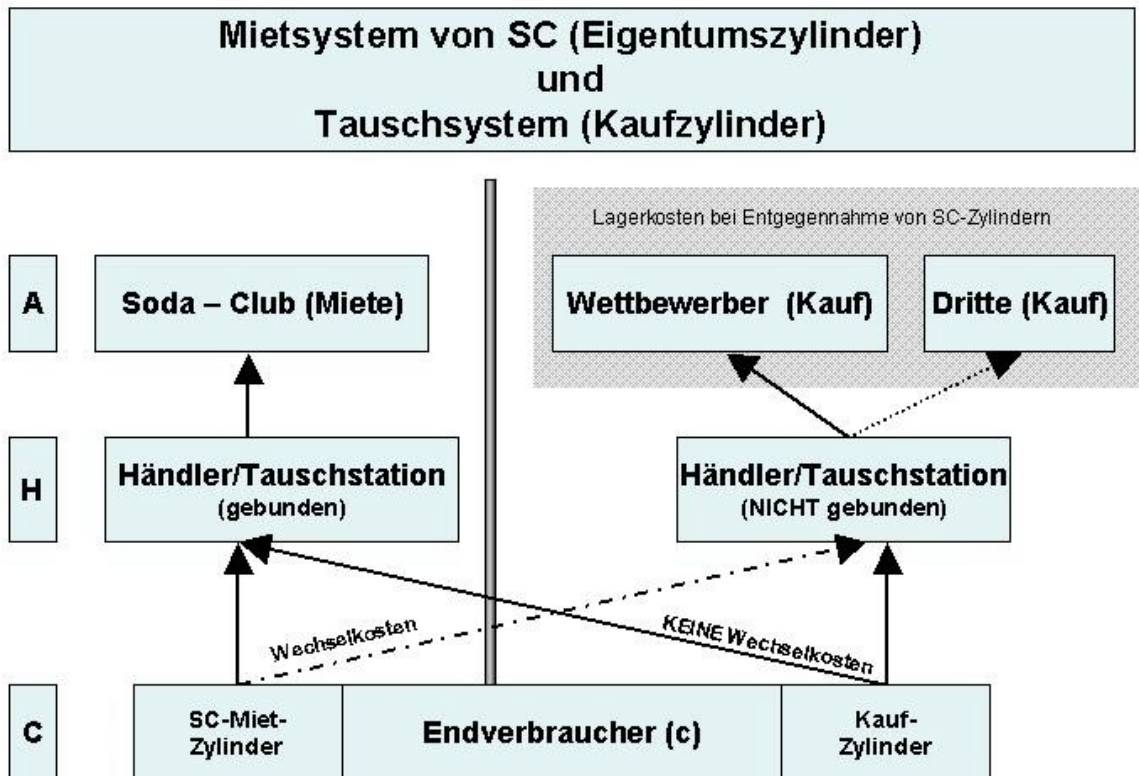 Mietsystem von SC (Eigentumszylinder)
und
Tauschsystem (Kaufzylinder)
Lagerkosten bei Entgegennahme von SC-Zylindern
A
Soda – Club (Miete)
Wettbewerber (Kauf)
Dritte (Kauf)
H
Händler/Tauschstation
(gebunden)
Händler/Tauschstation
(NICHT gebunden)
Wechselkosten
KEINE Wechselkosten
C
SC-Miet-
Zylinder
Endverbraucher (c)
Kauf-
Zylinder